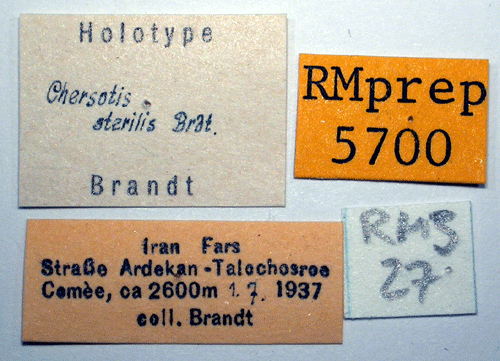 Holotype
Chersotis
sterilis Brdt.
Brandt
RMprep
5700
Iran Fars
Straße Ardekan-Talochosroe
Comèe, ca 2600m 1.7. 1937
coll. Brandt
RMS
27.